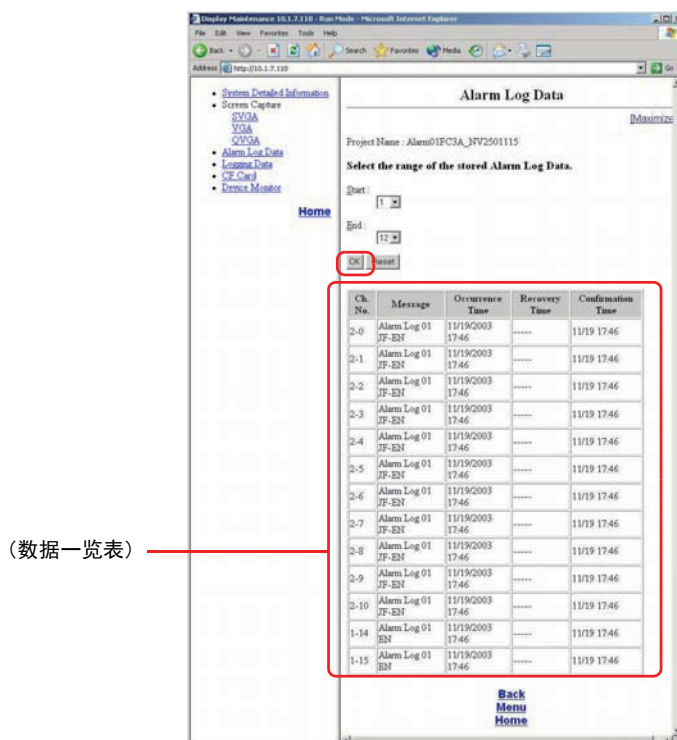 Display Maintenance 10.1.7.110 - Run Mode - Microsoft Internet Explorer
File Edit View Favorites Tools Help
Back Search Favorites Media
Address http://10.1.7.110 Go
System Detailed Information
Screen Capture
SVGA
VGA
QVGA
Alarm Log Data
Logging Data
CF Card
Device Monitor
Home
Alarm Log Data
[Maximize
Project Name : Alarm01FC3A_NV2501115
Select the range of the stored Alarm Log Data.
Start :
1
End :
12
OK Reset
Ch. No. Message Occurrence Time Recovery Time Confirmation Time
2-0 Alarm Log 01 JF-EN 11/19/2003 17:46 ----- 11/19 17:46
2-1 Alarm Log 01 JF-EN 11/19/2003 17:46 ----- 11/19 17:46
2-2 Alarm Log 01 JF-EN 11/19/2003 17:46 ----- 11/19 17:46
2-3 Alarm Log 01 JF-EN 11/19/2003 17:46 ----- 11/19 17:46
2-4 Alarm Log 01 JF-EN 11/19/2003 17:46 ----- 11/19 17:46
2-5 Alarm Log 01 JF-EN 11/19/2003 17:46 ----- 11/19 17:46
2-6 Alarm Log 01 JF-EN 11/19/2003 17:46 ----- 11/19 17:46
2-7 Alarm Log 01 JF-EN 11/19/2003 17:46 ----- 11/19 17:46
2-8 Alarm Log 01 JF-EN 11/19/2003 17:46 ----- 11/19 17:46
2-9 Alarm Log 01 JF-EN 11/19/2003 17:46 ----- 11/19 17:46
2-10 Alarm Log 01 JF-EN 11/19/2003 17:46 ----- 11/19 17:46
1-14 Alarm Log 01 EN 11/19/2003 17:46 ----- 11/19 17:46
1-15 Alarm Log 01 EN 11/19/2003 17:46 ----- 11/19 17:46
(数据一览表)
Back
Menu
Home